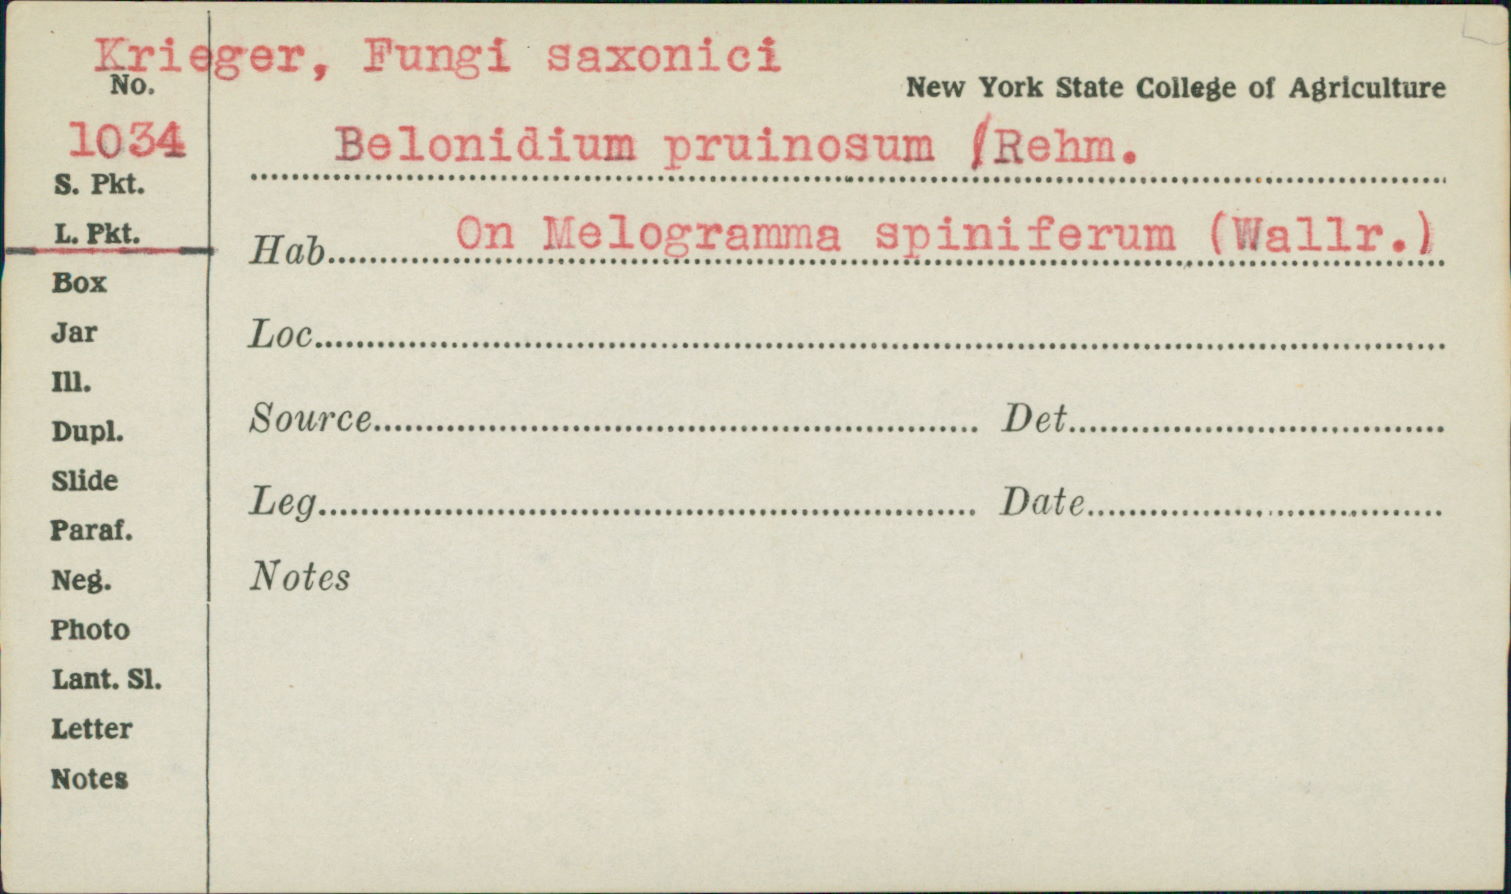 Krieger, Fungi saxonici
No.
New York State College of Agriculture
1034
Belonidium pruinosum /Rehm.
S. Pkt.
L. Pkt.
Hab. On Melogramma spiniferum (Wallr.)
Box
Jar
Loc.
Ill.
Dupl.
Source
Det.
Slide
Leg.
Date
Paraf.
Neg.
Notes
Photo
Lant. Sl.
Letter
Notes